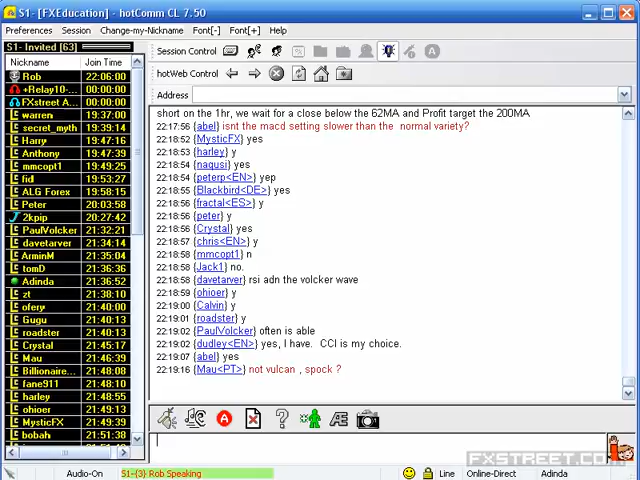 S1- [FXEducation] - hotComm CL 7.50
Preferences Session Change-my-Nickname Font[-] Font[+] Help
S1- Invited [63]
Nickname Join Time
Rob 22:06:00
+Relay10-... 00:00:00
FXstreet A... 00:00:00
warren 19:37:00
secret_myth 19:39:14
Harry 19:47:16
Anthony 19:47:39
mmcopt1 19:49:25
fid 19:53:27
ALG Forex 19:58:15
Peter 20:03:58
2kpip 20:27:42
PaulVolcker 21:32:21
davetarver 21:34:14
ArminM 21:35:04
tomD 21:36:36
Adinda 21:36:52
zt 21:38:10
ofery 21:40:00
Gugu 21:40:13
roadster 21:40:13
Crystal 21:45:17
Mau 21:46:39
Billionaire... 21:48:08
fane911 21:48:10
harley 21:48:55
ohioer 21:49:13
MysticFX 21:49:41
bobah 21:51:38
Session Control
hotWeb Control
Address
short on the 1hr, we wait for a close below the 62MA and Profit target the 200MA
22:17:56 {abel} isnt the macd setting slower than the normal variety?
22:18:52 {MysticFX} yes
22:18:53 {harley} y
22:18:54 {naqusi} yes
22:18:54 {peterp<EN>} yep
22:18:55 {Blackbird<DE>} yes
22:18:56 {fractal<ES>} y
22:18:56 {peter} y
22:18:56 {Crystal} yes
22:18:57 {chris<EN>} y
22:18:58 {mmcopt1} n
22:18:58 {Jack1} no.
22:18:58 {davetarver} rsi adn the volcker wave
22:18:59 {ohioer} y
22:19:00 {Calvin} y
22:19:01 {roadster} y
22:19:02 {PaulVolcker} often is able
22:19:02 {dudley<EN>} yes, I have. CCI is my choice.
22:19:07 {abel} yes
22:19:16 {Mau<PT>} not vulcan , spock ?
FXSTREET.COM
Audio-On S1-{3} Rob Speaking Line Online-Direct Adinda